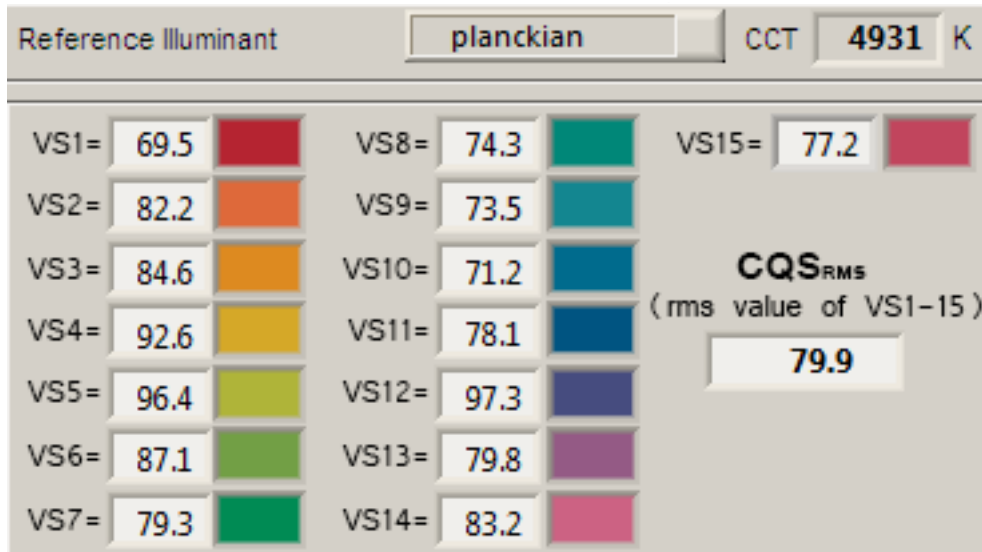 Reference Illuminant planckian CCT 4931 K
VS1= 69.5 VS8= 74.3 VS15= 77.2
VS2= 82.2 VS9= 73.5
VS3= 84.6 VS10= 71.2 CQSRMS
(rms value of VS1-15)
VS4= 92.6 VS11= 78.1
79.9
VS5= 96.4 VS12= 97.3
VS6= 87.1 VS13= 79.8
VS7= 79.3 VS14= 83.2